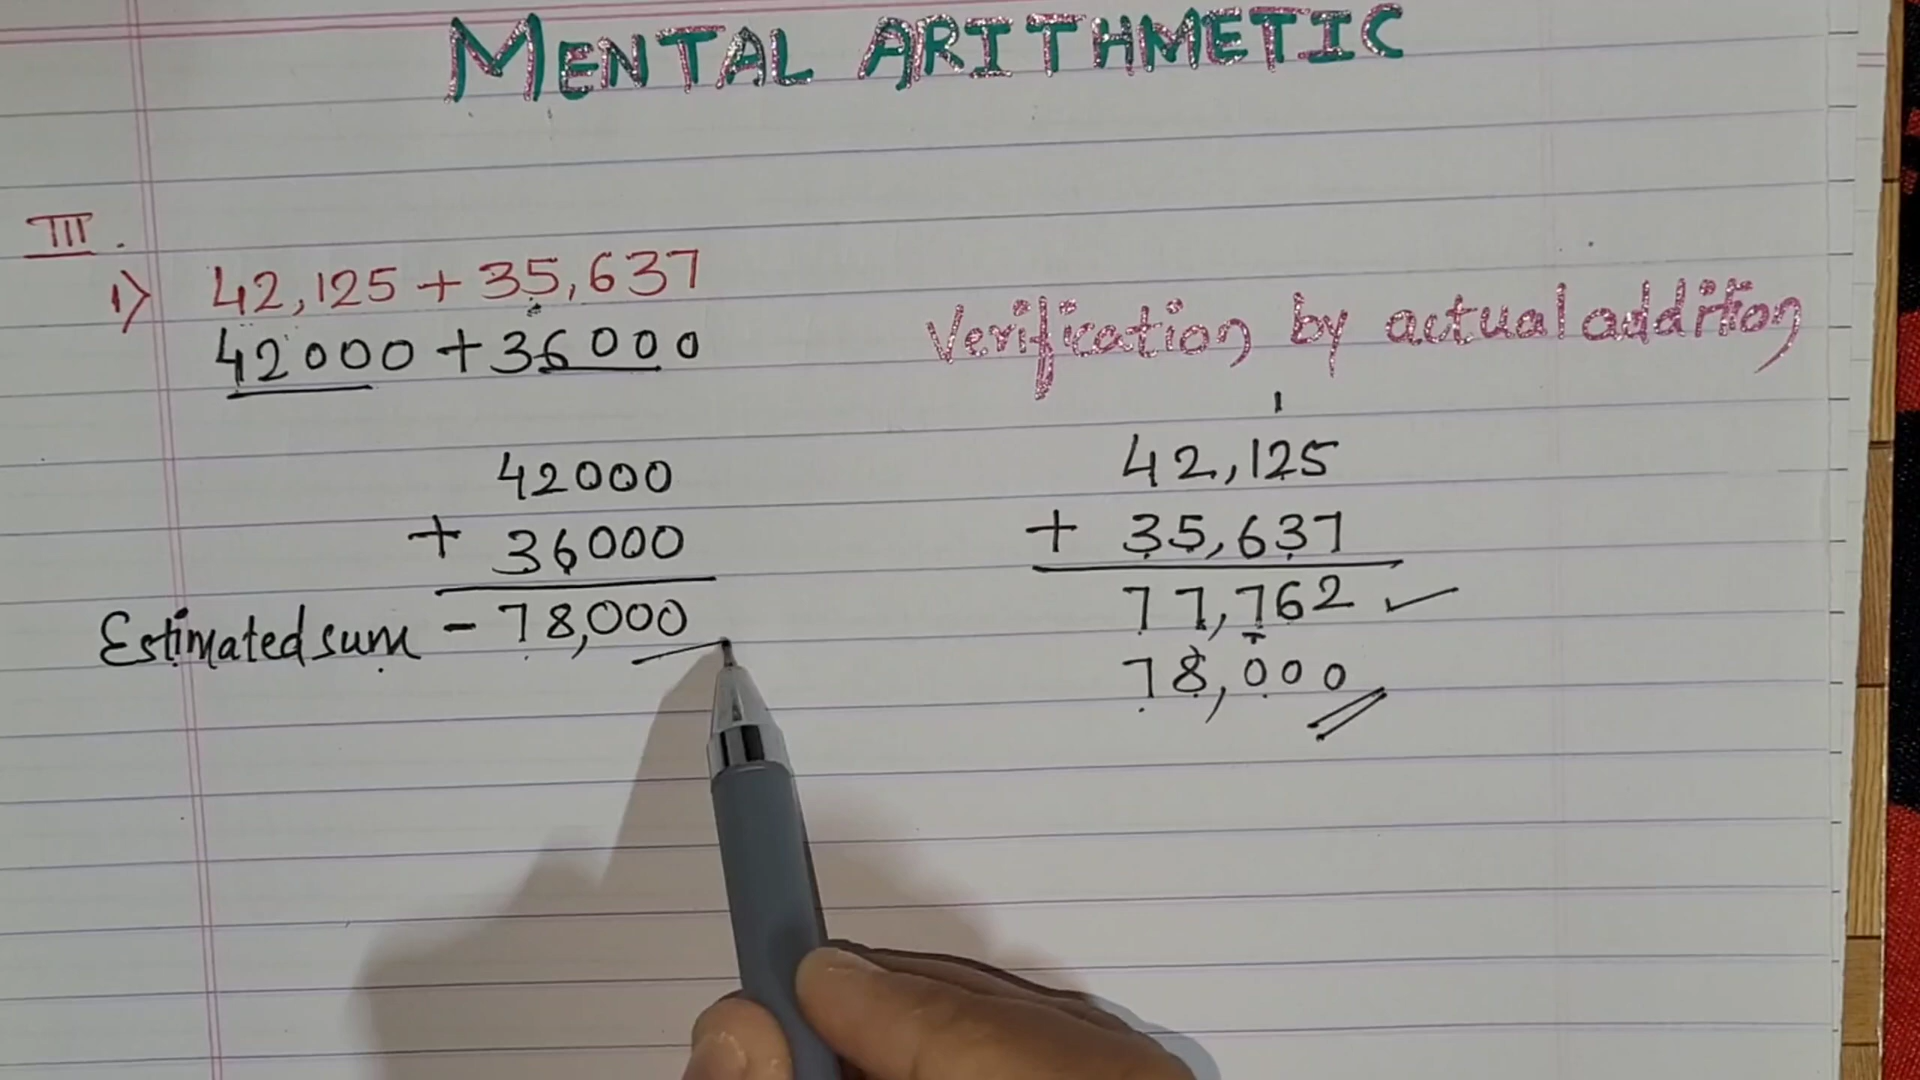 MENTAL ARITHMETIC
III.
1) 42,125 + 35,637
42000 + 36000
42000
+ 36000
Estimated sum - 78,000
Verification by actual addition
1
42,125
+ 35,637
77,762
78,000